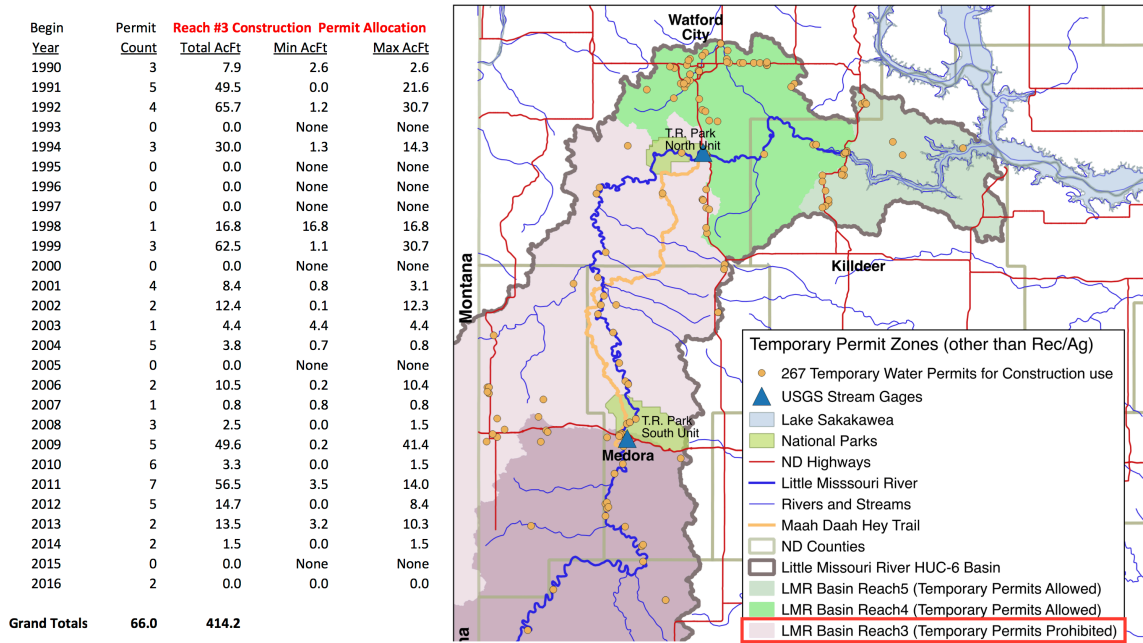 Begin Permit Reach #3 Construction Permit Allocation
Year Count Total AcFt Min AcFt Max AcFt
1990 3 7.9 2.6 2.6
1991 5 49.5 0.0 21.6
1992 4 65.7 1.2 30.7
1993 0 0.0 None None
1994 3 30.0 1.3 14.3
1995 0 0.0 None None
1996 0 0.0 None None
1997 0 0.0 None None
1998 1 16.8 16.8 16.8
1999 3 62.5 1.1 30.7
2000 0 0.0 None None
2001 4 8.4 0.8 3.1
2002 2 12.4 0.1 12.3
2003 1 4.4 4.4 4.4
2004 5 3.8 0.7 0.8
2005 0 0.0 None None
2006 2 10.5 0.2 10.4
2007 1 0.8 0.8 0.8
2008 3 2.5 0.0 1.5
2009 5 49.6 0.2 41.4
2010 6 3.3 0.0 1.5
2011 7 56.5 3.5 14.0
2012 5 14.7 0.0 8.4
2013 2 13.5 3.2 10.3
2014 2 1.5 0.0 1.5
2015 0 0.0 None None
2016 2 0.0 0.0 0.0
Grand Totals 66.0 414.2
Watford
City
T.R. Park
North Unit
Montana
Killdeer
T.R. Park
South Unit
Medora
na
Temporary Permit Zones (other than Rec/Ag)
267 Temporary Water Permits for Construction use
USGS Stream Gages
Lake Sakakawea
National Parks
ND Highways
Little Misssouri River
Rivers and Streams
Maah Daah Hey Trail
ND Counties
Little Missouri River HUC-6 Basin
LMR Basin Reach5 (Temporary Permits Allowed)
LMR Basin Reach4 (Temporary Permits Allowed)
LMR Basin Reach3 (Temporary Permits Prohibited)